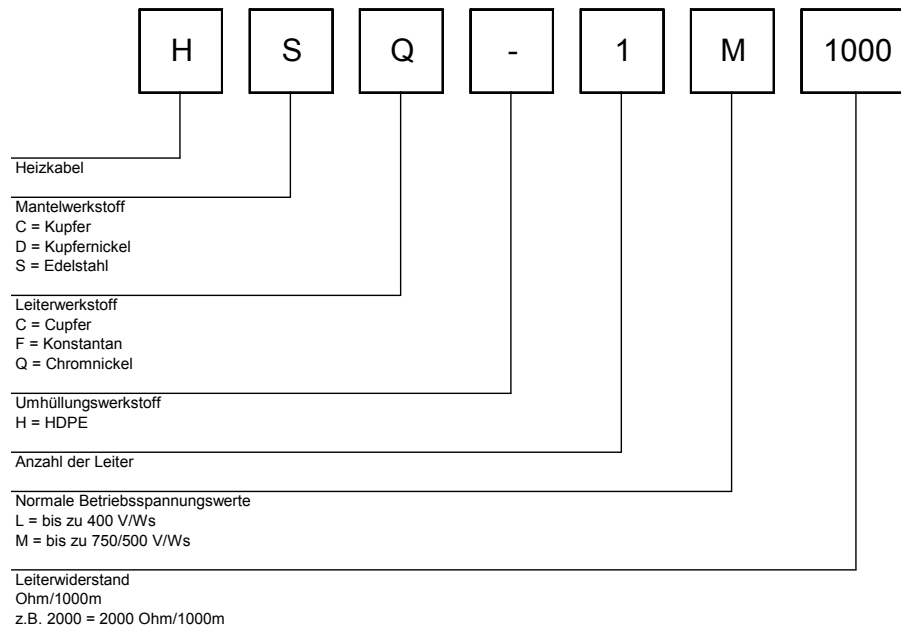 H S Q - 1 M 1000
Heizkabel
Mantelwerkstoff
C = Kupfer
D = Kupfernickel
S = Edelstahl
Leiterwerkstoff
C = Cupfer
F = Konstantan
Q = Chromnickel
Umhüllungswerkstoff
H = HDPE
Anzahl der Leiter
Normale Betriebsspannungswerte
L = bis zu 400 V/Ws
M = bis zu 750/500 V/Ws
Leiterwiderstand
Ohm/1000m
z.B. 2000 = 2000 Ohm/1000m